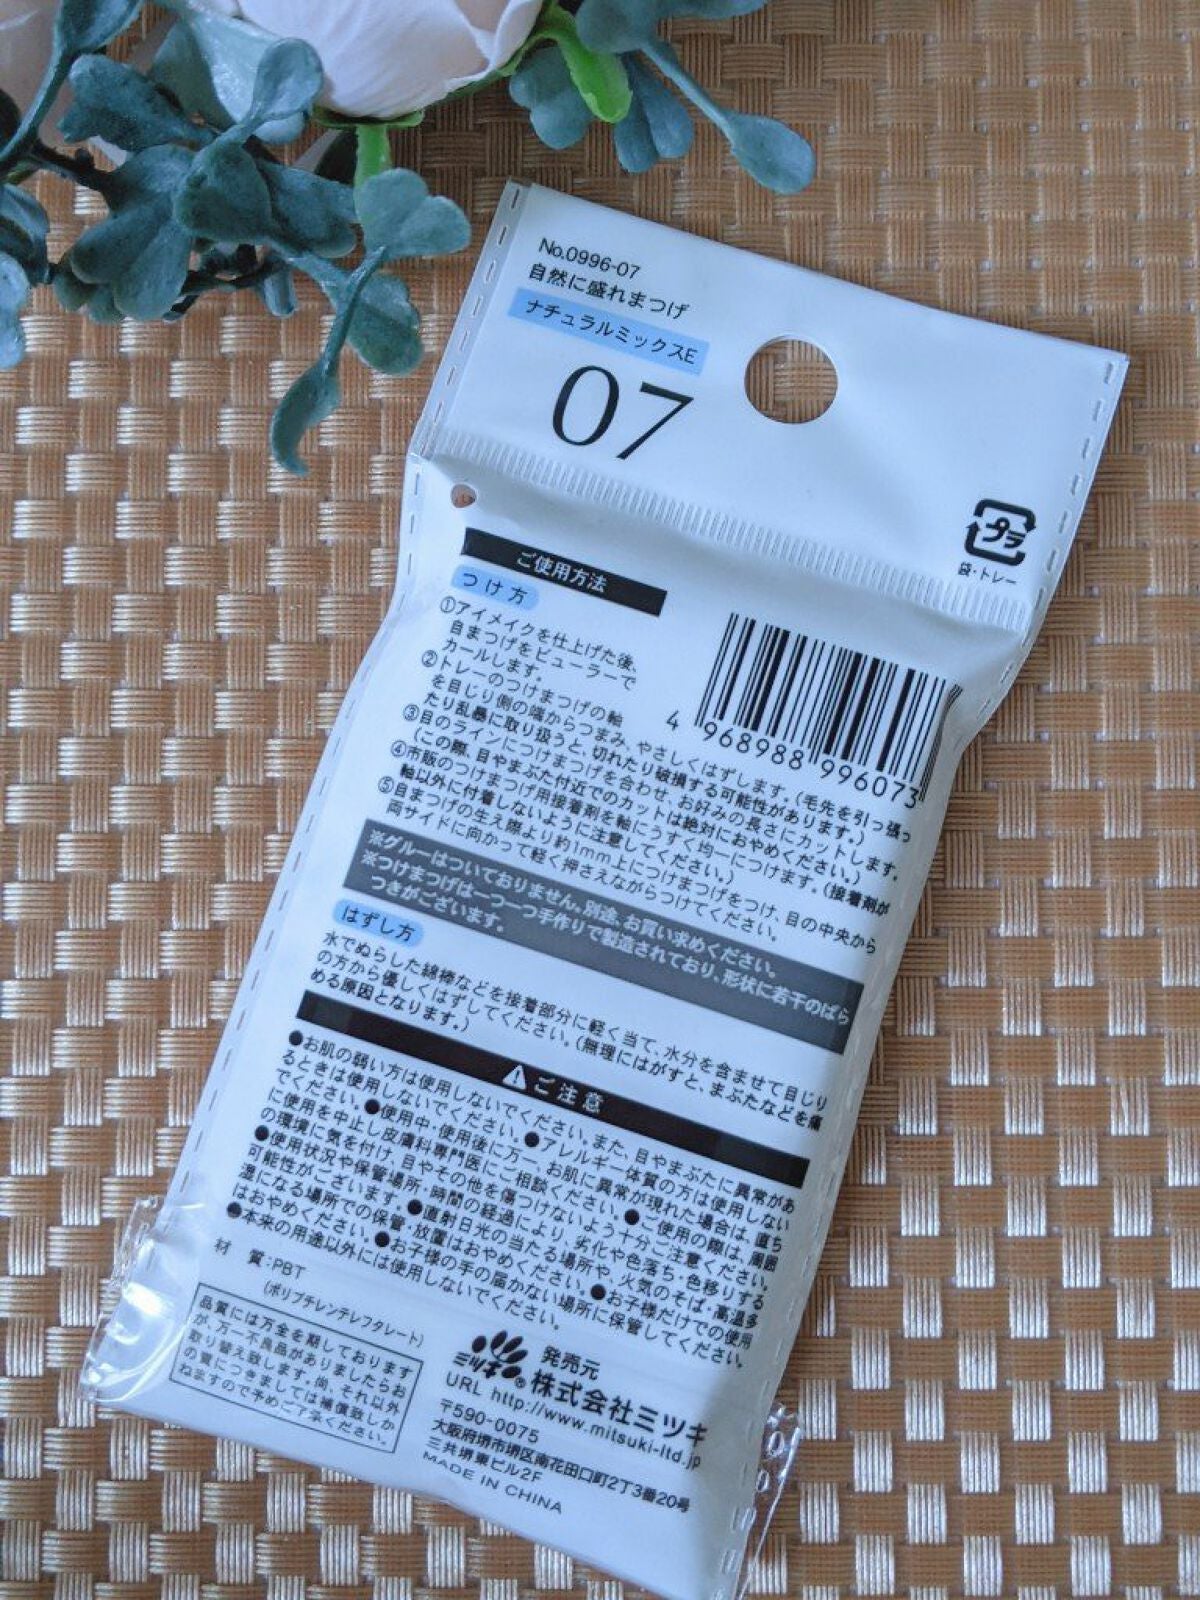 No.0996-07
自然に盛れまつげ
ナチュラルミックスE
07
プラ
袋・トレー
ご使用方法
つけ方
①アイメイクを仕上げた後、
自まつげをビューラーで
カールします。
②トレーのつけまつげの軸
を目じり側の端からつまみ、やさしくはずします。(毛先を引っ張っ
たり乱暴に取り扱うと、切れたり破損する可能性があります。)
③目のラインにつけまつげを合わせ、お好みの長さにカットします。
(この際、目やまぶた付近でのカットは絶対におやめください。)
④市販のつけまつげ用接着剤を軸にうすく均一につけます。(接着剤が
軸以外に付着しないように注意してください。)
⑤自まつげの生え際より約1mm上につけまつげをつけ、目の中央から
両サイドに向かって軽く押さえながらつけてください。
4 968988 996073
※グルーはついておりません。別途、お買い求めください。
※つけまつげは一つ一つ手作りで製造されており、形状に若干のばら
つきがございます。
はずし方
水でぬらした綿棒などを接着部分に軽く当て、水分を含ませて目じり
の方から優しくはずしてください。(無理にはがすと、まぶたなどを痛
める原因となります。)
ご注意
●お肌の弱い方は使用しないでください。また、目やまぶたに異常があ
るときは使用しないでください。●アレルギー体質の方は使用しない
でください。●使用中・使用後に万一、お肌に異常が現れた場合は、直ち
に使用を中止し皮膚科専門医にご相談ください。●ご使用の際は、周囲
の環境に気を付け、目やその他を傷つけないよう十分ご注意ください。
●使用状況や保管場所、時間の経過により、劣化や色落ち・色移りする
可能性がございます。●直射日光の当たる場所や、火気のそば・高温多
湿になる場所での保管・放置はおやめください。●お子様だけでの使用
はおやめください。●お子様の手の届かない場所に保管してください。
●本来の用途以外には使用しないでください。
材 質:PBT
(ポリブチレンテレフタレート)
品質には万全を期しております
が、万一不良品がありましたらお
取り替え致します。尚、それ以外
の責につきましては補償致しか
ねますので予めご了承ください。
ミツキ®
発売元
株式会社ミツキ
URL http://www.mitsuki-ltd.jp
〒590-0075
大阪府堺市堺区南花田口町2丁3番20号
三共堺東ビル2F
MADE IN CHINA